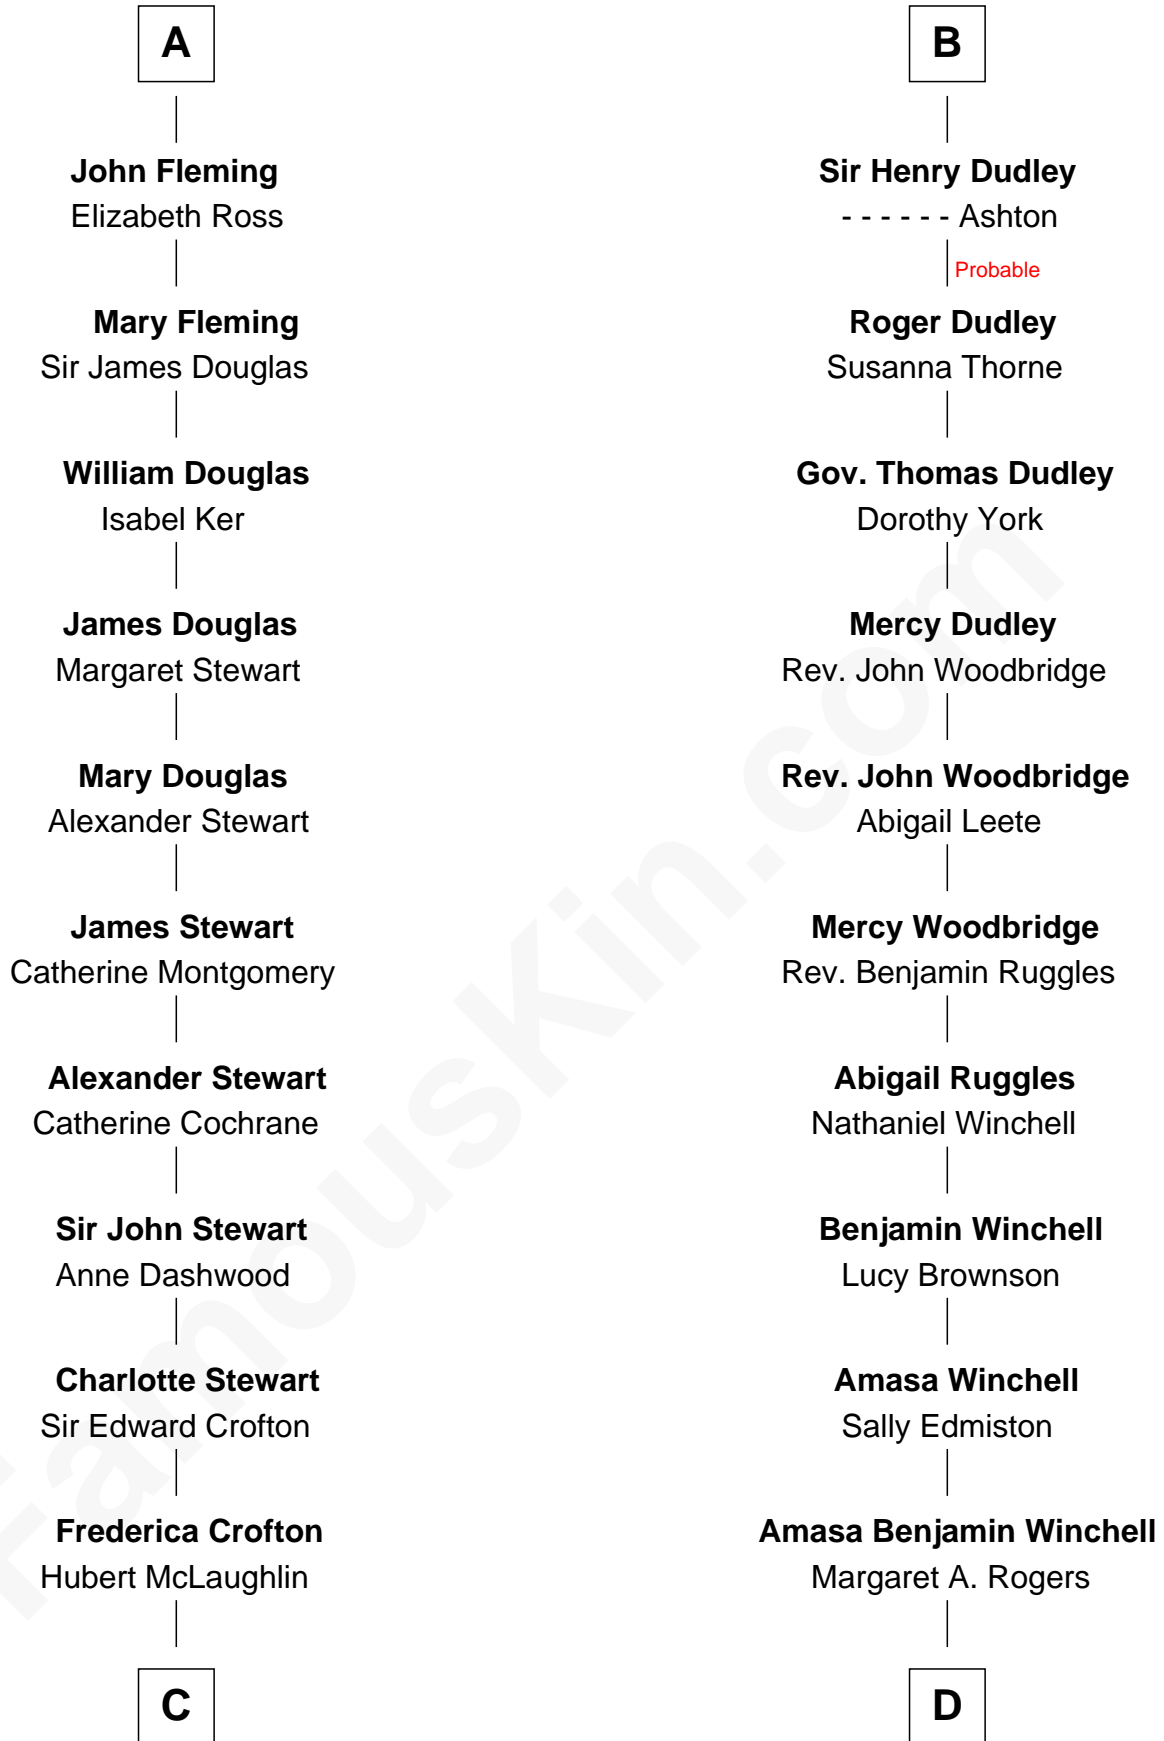 A
John Fleming
Elizabeth Ross
Mary Fleming
Sir James Douglas
William Douglas
Isabel Ker
James Douglas
Margaret Stewart
Mary Douglas
Alexander Stewart
James Stewart
Catherine Montgomery
Alexander Stewart
Catherine Cochrane
Sir John Stewart
Anne Dashwood
Charlotte Stewart
Sir Edward Crofton
Frederica Crofton
Hubert McLaughlin
C
B
Sir Henry Dudley
- - - - - - Ashton
Probable
Roger Dudley
Susanna Thorne
Gov. Thomas Dudley
Dorothy York
Mercy Dudley
Rev. John Woodbridge
Rev. John Woodbridge
Abigail Leete
Mercy Woodbridge
Rev. Benjamin Ruggles
Abigail Ruggles
Nathaniel Winchell
Benjamin Winchell
Lucy Brownson
Amasa Winchell
Sally Edmiston
Amasa Benjamin Winchell
Margaret A. Rogers
D
FamousKin.com